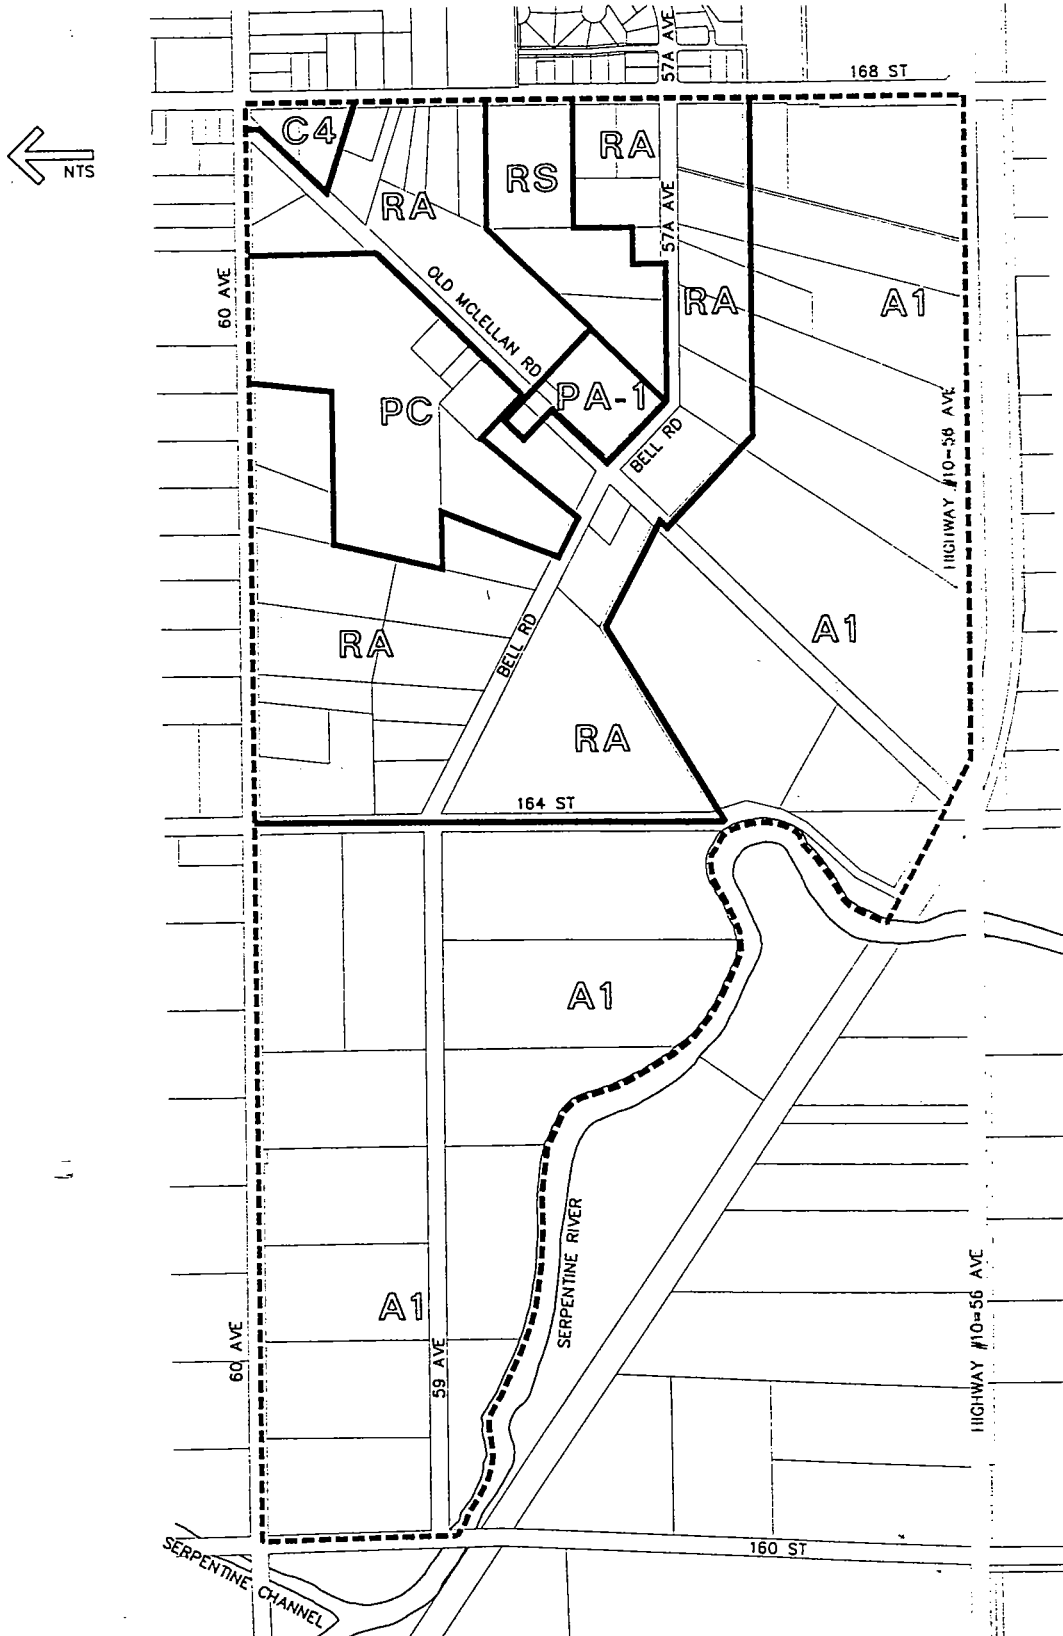 57A AVE
168 ST
NTS
C4
RA
RS
RA
57A AVE
60 AVE
OLD MCLELLAN RD
RA
A1
PC
PA-1
BELL RD
HIGHWAY #10-56 AVE
RA
BELL RD
A1
RA
164 ST
A1
SERPENTINE RIVER
A1
60 AVE
59 AVE
HIGHWAY #10-56 AVE
160 ST
SERPENTINE CHANNEL